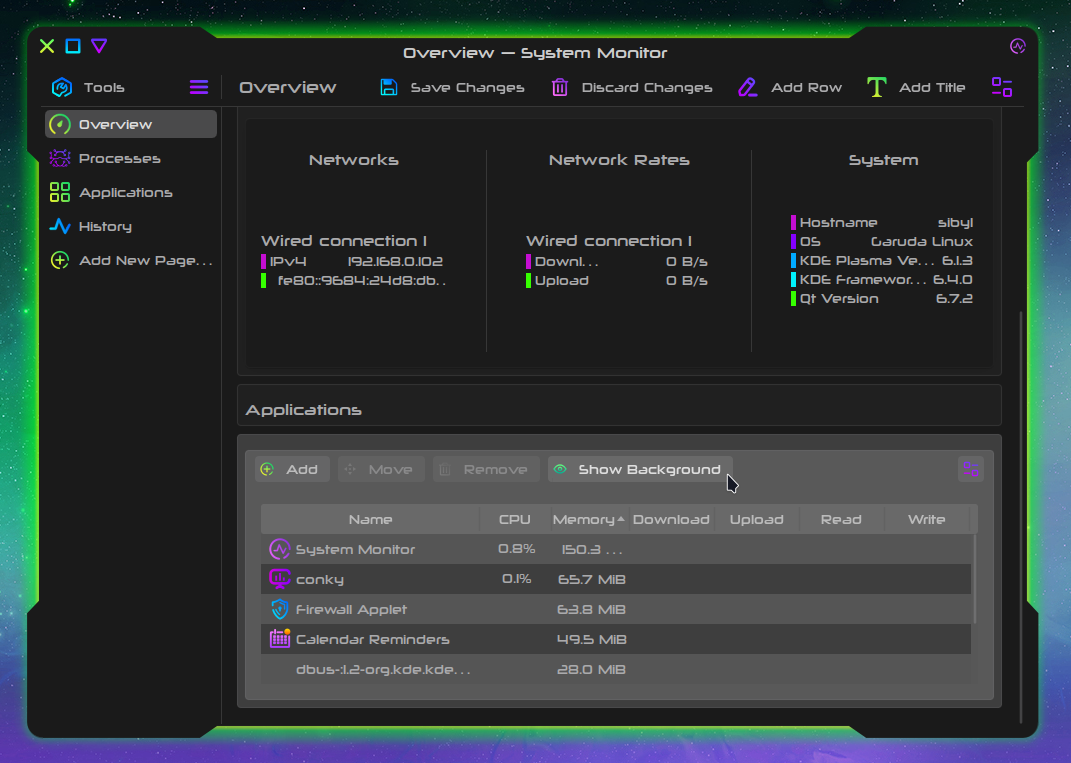 Overview — System Monitor
Tools
Overview
Save Changes
Discard Changes
Add Row
Add Title
Overview
Processes
Applications
History
Add New Page...
Networks
Wired connection 1
IPv4 192.168.0.102
fe80::9684:24d8:db..
Network Rates
Wired connection 1
Downl... 0 B/s
Upload 0 B/s
System
Hostname sibyl
OS Garuda Linux
KDE Plasma Ve... 6.1.3
KDE Framewor... 6.4.0
Qt Version 6.7.2
Applications
Add Move Remove Show Background
Name CPU Memory Download Upload Read Write
System Monitor 0.8% 150.3 ...
conky 0.1% 65.7 MiB
Firewall Applet 63.8 MiB
Calendar Reminders 49.5 MiB
dbus-:1.2-org.kde.kde... 28.0 MiB